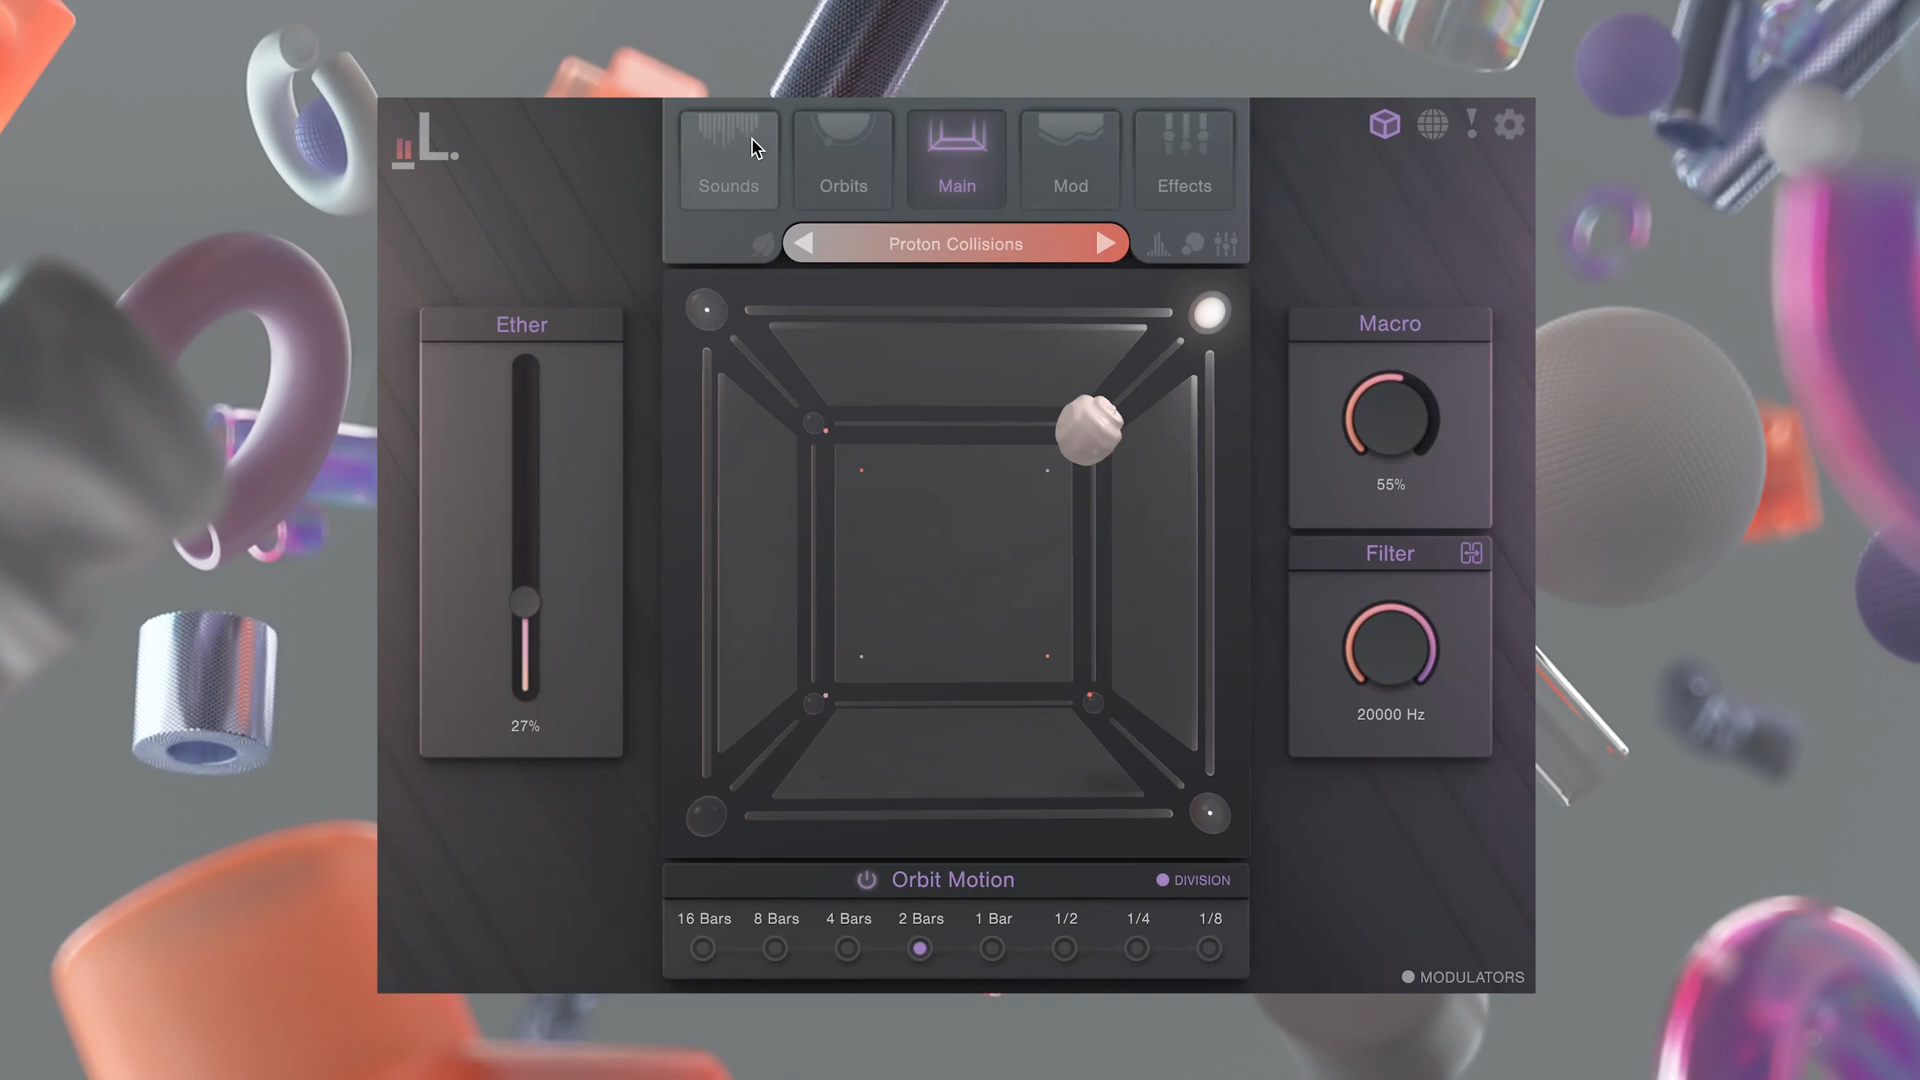 L.
Sounds
Orbits
Main
Mod
Effects
Proton Collisions
Ether
27%
Macro
55%
Filter
20000 Hz
Orbit Motion
DIVISION
16 Bars
8 Bars
4 Bars
2 Bars
1 Bar
1/2
1/4
1/8
MODULATORS